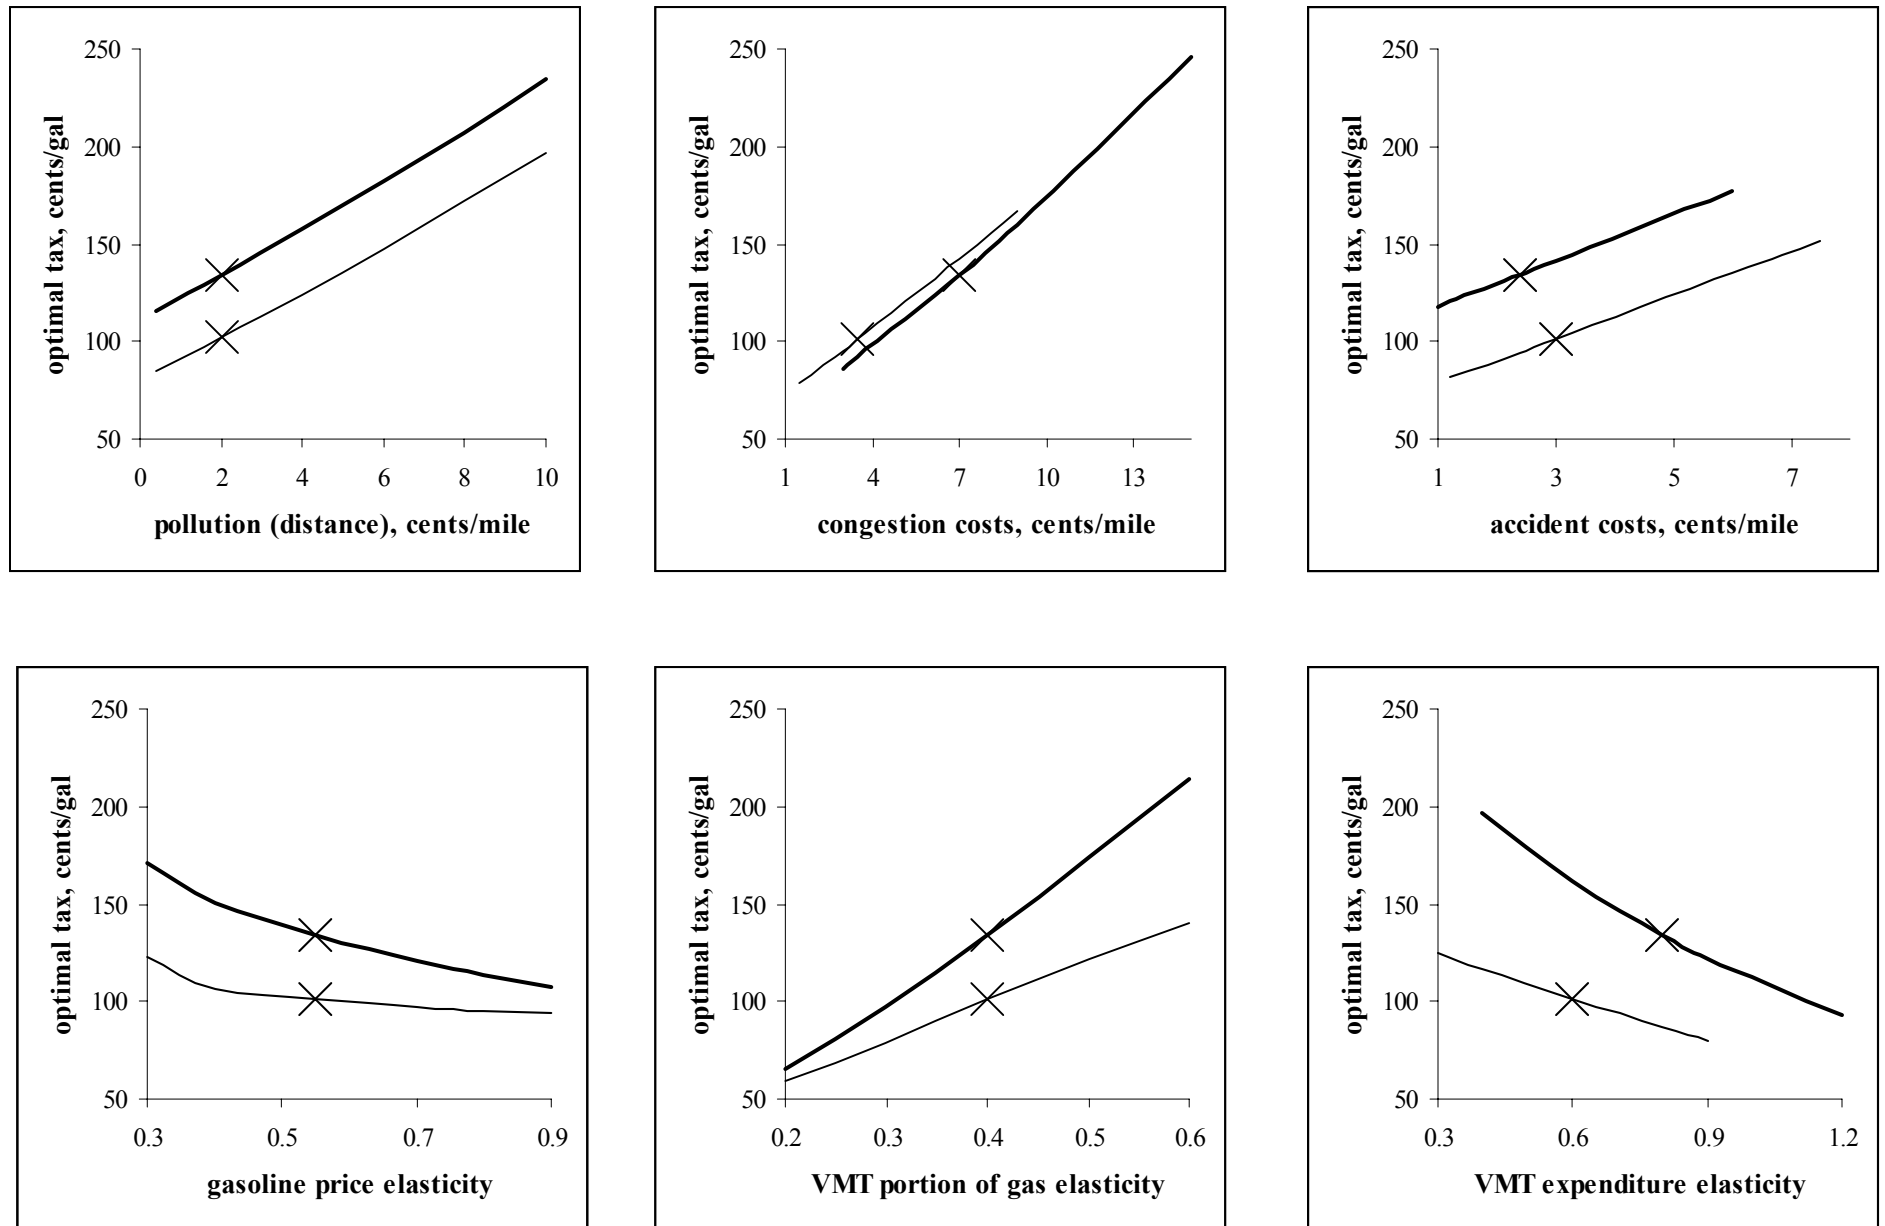 optimal tax, cents/gal
250
200
150
100
50
0 2 4 6 8 10
pollution (distance), cents/mile
optimal tax, cents/gal
250
200
150
100
50
1 4 7 10 13
congestion costs, cents/mile
optimal tax, cents/gal
250
200
150
100
50
1 3 5 7
accident costs, cents/mile
optimal tax, cents/gal
250
200
150
100
50
0.3 0.5 0.7 0.9
gasoline price elasticity
optimal tax, cents/gal
250
200
150
100
50
0.2 0.3 0.4 0.5 0.6
VMT portion of gas elasticity
optimal tax, cents/gal
250
200
150
100
50
0.3 0.6 0.9 1.2
VMT expenditure elasticity